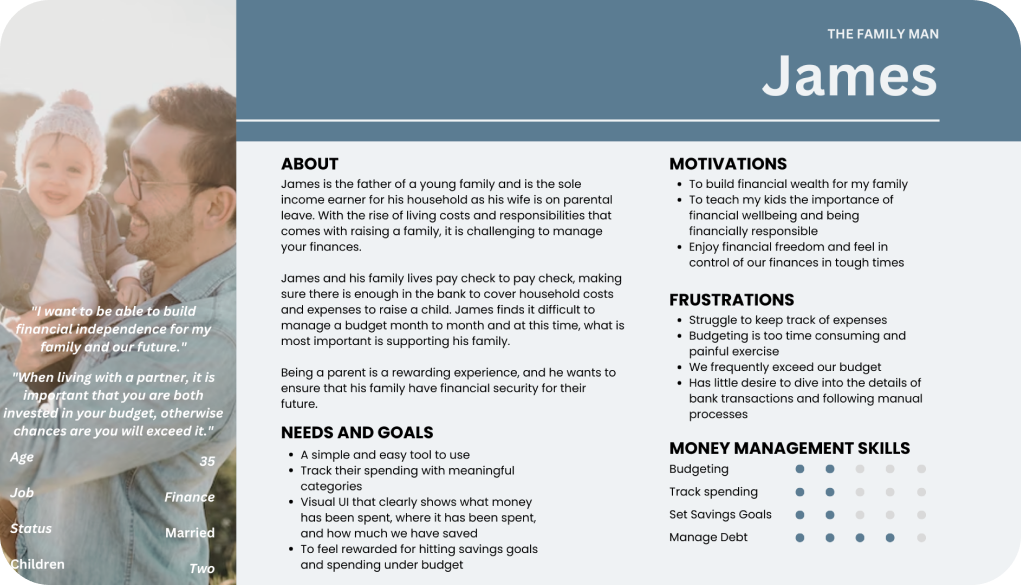 THE FAMILY MAN
James
"I want to be able to build
financial independence for my
family and our future."
"When living with a partner, it is
important that you are both
invested in your budget, otherwise
chances are you will exceed it."
Age 35
Job Finance
Status Married
Children Two
ABOUT
James is the father of a young family and is the sole
income earner for his household as his wife is on parental
leave. With the rise of living costs and responsibilities that
comes with raising a family, it is challenging to manage
your finances.
James and his family lives pay check to pay check, making
sure there is enough in the bank to cover household costs
and expenses to raise a child. James finds it difficult to
manage a budget month to month and at this time, what is
most important is supporting his family.
Being a parent is a rewarding experience, and he wants to
ensure that his family have financial security for their
future.
NEEDS AND GOALS
• A simple and easy tool to use
• Track their spending with meaningful
categories
• Visual UI that clearly shows what money
has been spent, where it has been spent,
and how much we have saved
• To feel rewarded for hitting savings goals
and spending under budget
MOTIVATIONS
• To build financial wealth for my family
• To teach my kids the importance of
financial wellbeing and being
financially responsible
• Enjoy financial freedom and feel in
control of our finances in tough times
FRUSTRATIONS
• Struggle to keep track of expenses
• Budgeting is too time consuming and
painful exercise
• We frequently exceed our budget
• Has little desire to dive into the details of
bank transactions and following manual
processes
MONEY MANAGEMENT SKILLS
Budgeting
Track spending
Set Savings Goals
Manage Debt